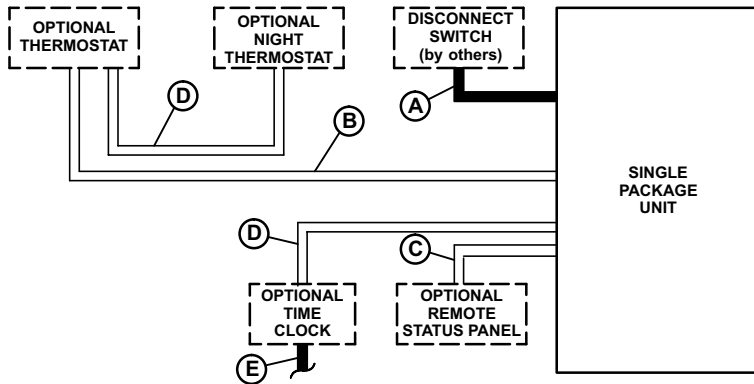 OPTIONAL
THERMOSTAT
OPTIONAL
NIGHT
THERMOSTAT
DISCONNECT
SWITCH
(by others)
D
A
B
SINGLE
PACKAGE
UNIT
D
C
OPTIONAL
TIME
CLOCK
OPTIONAL
REMOTE
STATUS PANEL
E